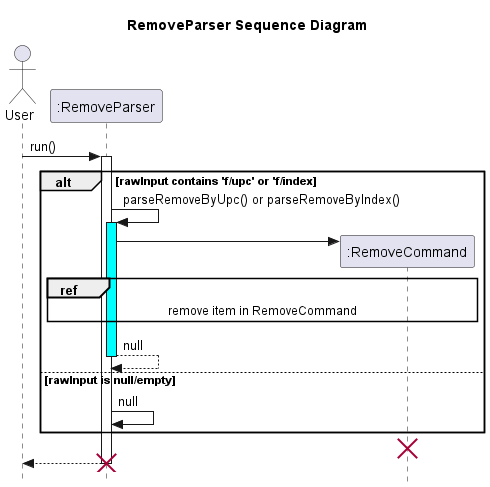 RemoveParser Sequence Diagram
User
:RemoveParser
run()
alt
[rawInput contains 'f/upc' or 'f/index]
parseRemoveByUpc() or parseRemoveByIndex()
:RemoveCommand
ref
remove item in RemoveCommand
null
[rawInput is null/empty]
null